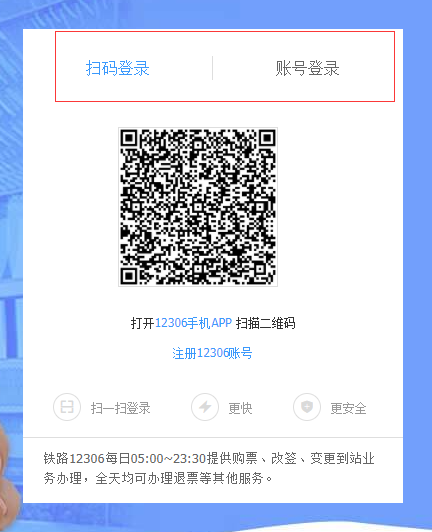 扫码登录 账号登录
打开12306手机APP 扫描二维码
注册12306账号
扫一扫登录 更快 更安全
铁路12306每日05:00~23:30提供购票、改签、变更到站业
务办理，全天均可办理退票等其他服务。